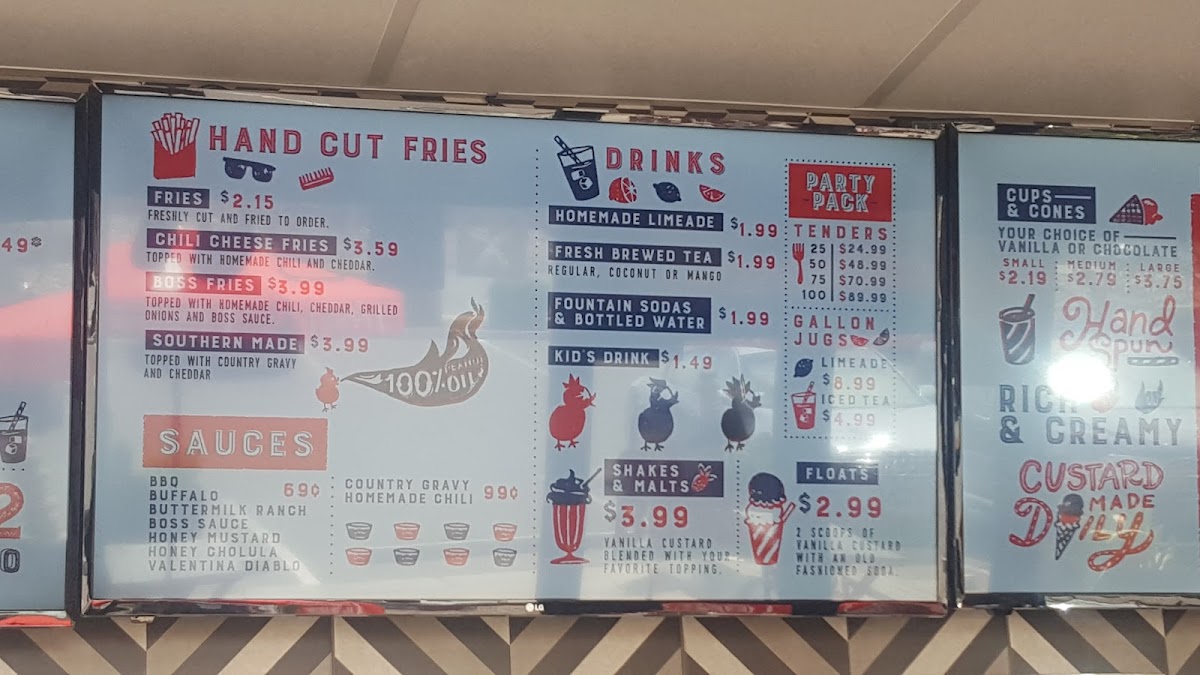 49*
2
0
HAND CUT FRIES
FRIES $2.15
FRESHLY CUT AND FRIED TO ORDER.
CHILI CHEESE FRIES $3.59
TOPPED WITH HOMEMADE CHILI AND CHEDDAR.
BOSS FRIES $3.99
TOPPED WITH HOMEMADE CHILI, CHEDDAR, GRILLED
ONIONS AND BOSS SAUCE.
SOUTHERN MADE $3.99
TOPPED WITH COUNTRY GRAVY
AND CHEDDAR
100% PEANUT OIL
SAUCES
BBQ
BUFFALO 69¢
BUTTERMILK RANCH
BOSS SAUCE
HONEY MUSTARD
HONEY CHOLULA
VALENTINA DIABLO
COUNTRY GRAVY
HOMEMADE CHILI 99¢
DRINKS
HOMEMADE LIMEADE $1.99
FRESH BREWED TEA $1.99
REGULAR, COCONUT OR MANGO
FOUNTAIN SODAS
& BOTTLED WATER $1.99
KID'S DRINK $1.49
SHAKES
& MALTS
$3.99
VANILLA CUSTARD
BLENDED WITH YOUR
FAVORITE TOPPING.
PARTY
-PACK-
TENDERS
25 $24.99
50 $48.99
75 $70.99
100 $89.99
GALLON
JUGS
LIMEADE
$8.99
ICED TEA
$4.99
FLOATS
$2.99
2 SCOOPS OF
VANILLA CUSTARD
WITH AN OLD
FASHIONED SODA.
LG
CUPS
& CONES
YOUR CHOICE OF
VANILLA OR CHOCOLATE
SMALL MEDIUM LARGE
$2.19 $2.79 $3.75
Hand
Spun
RICH
& CREAMY
CUSTARD
MADE
DAILY